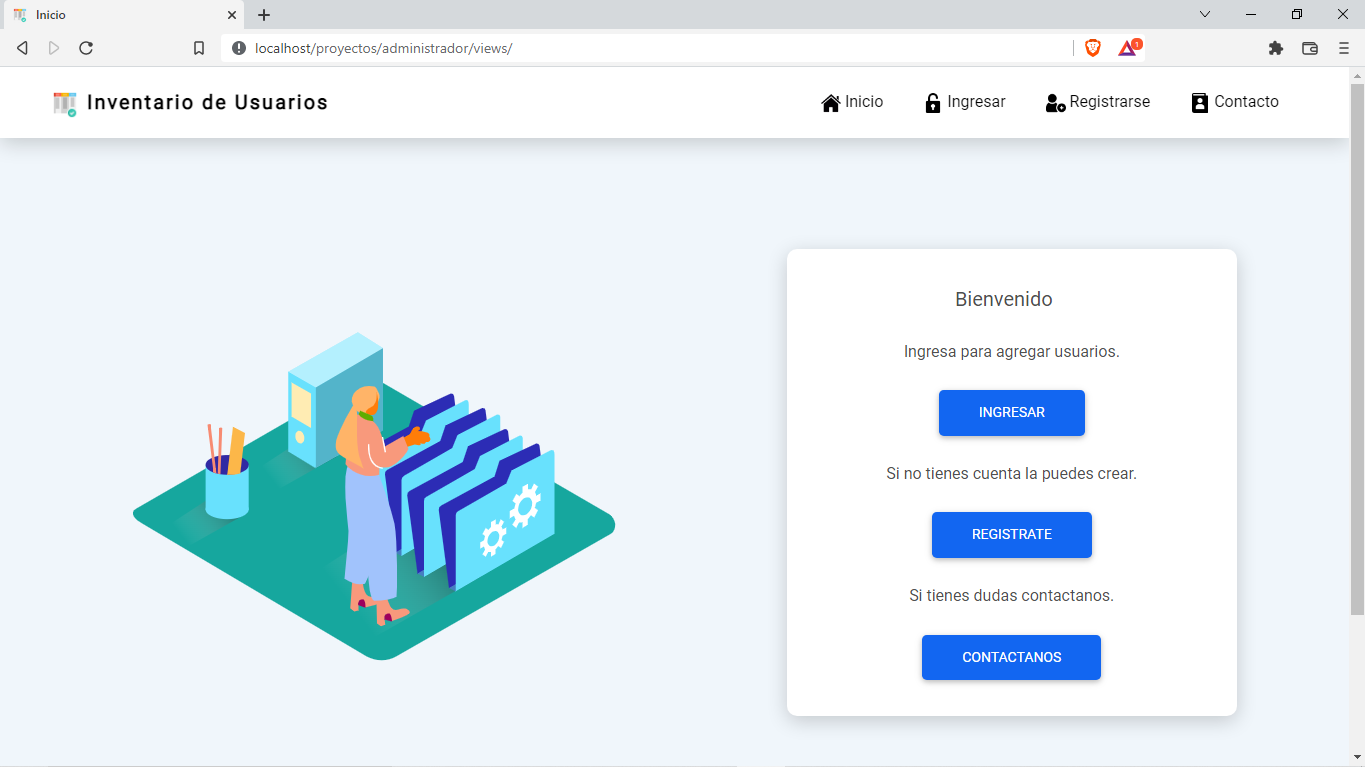 Inicio
localhost/proyectos/administrador/views/
1
Inventario de Usuarios
Inicio
Ingresar
Registrarse
Contacto
Bienvenido
Ingresa para agregar usuarios.
INGRESAR
Si no tienes cuenta la puedes crear.
REGISTRATE
Si tienes dudas contactanos.
CONTACTANOS